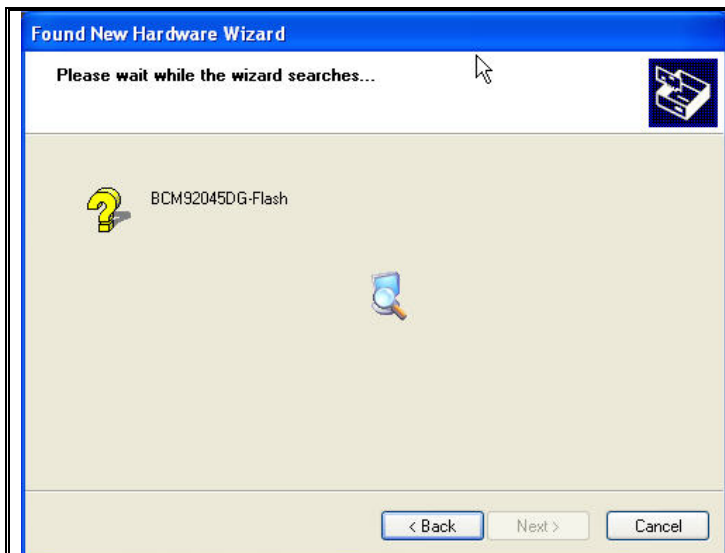 Found New Hardware Wizard
Please wait while the wizard searches...
BCM92045DG-Flash
< Back
Next >
Cancel